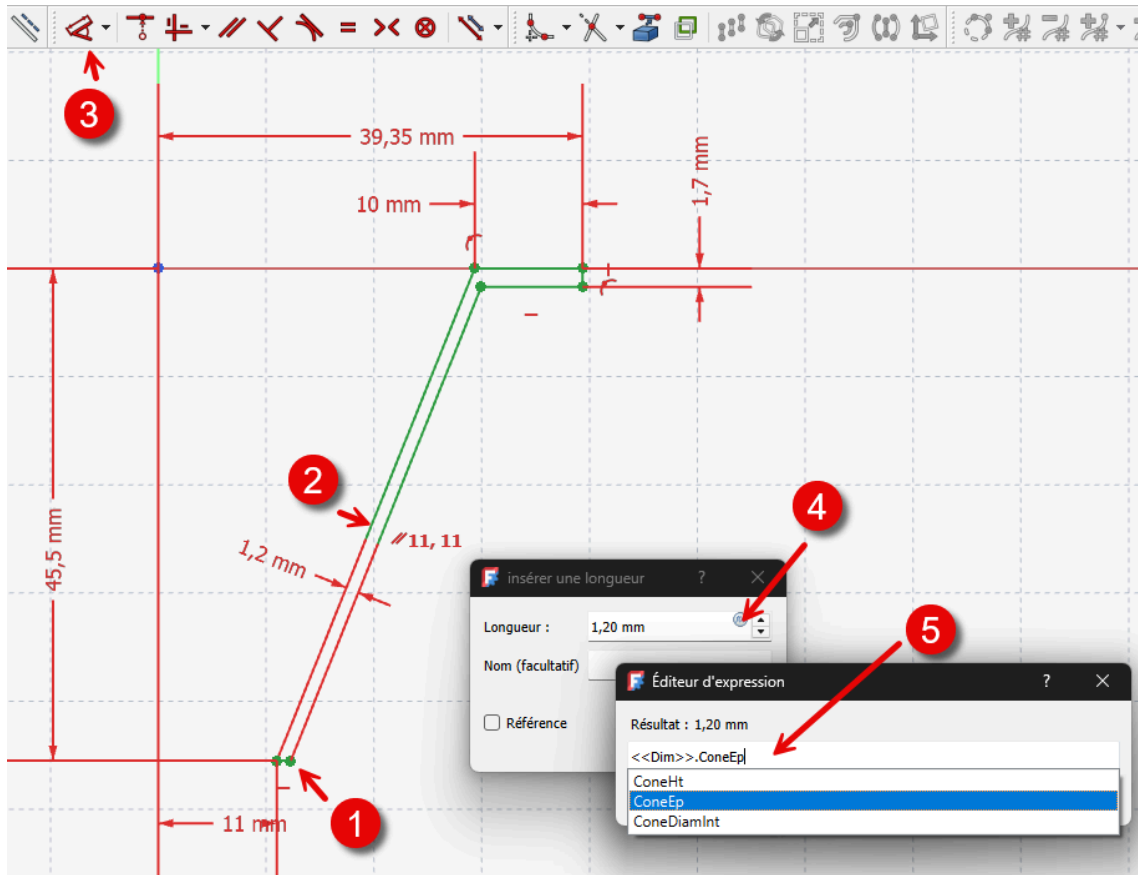 3
39,35 mm
10 mm
1,7 mm
2
45,5 mm
1,2 mm
11, 11
4
insérer une longueur ? ×
5
Longueur : 1,20 mm
Nom (facultatif)
Éditeur d'expression ? ×
Référence
Résultat : 1,20 mm
<<Dim>>.ConeEp
ConeHt
ConeEp
ConeDiamInt
1
11 mm